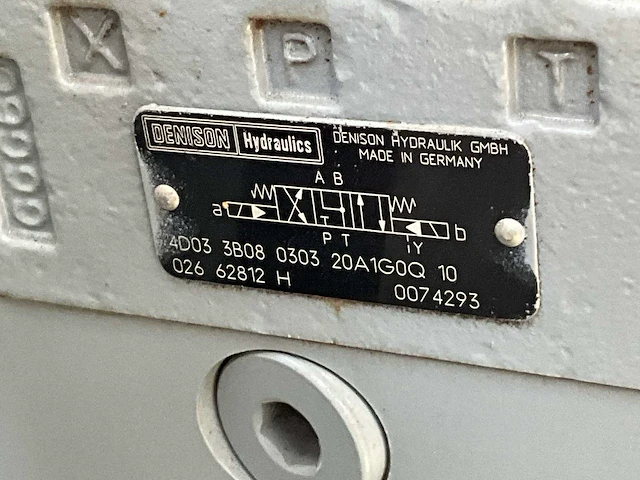 X P T
DENISON Hydraulics
DENISON HYDRAULIK GMBH
MADE IN GERMANY
A B
a b
T
P T Y
4D03 3B08 0303 20A1G0Q 10
026 62812 H 0074293